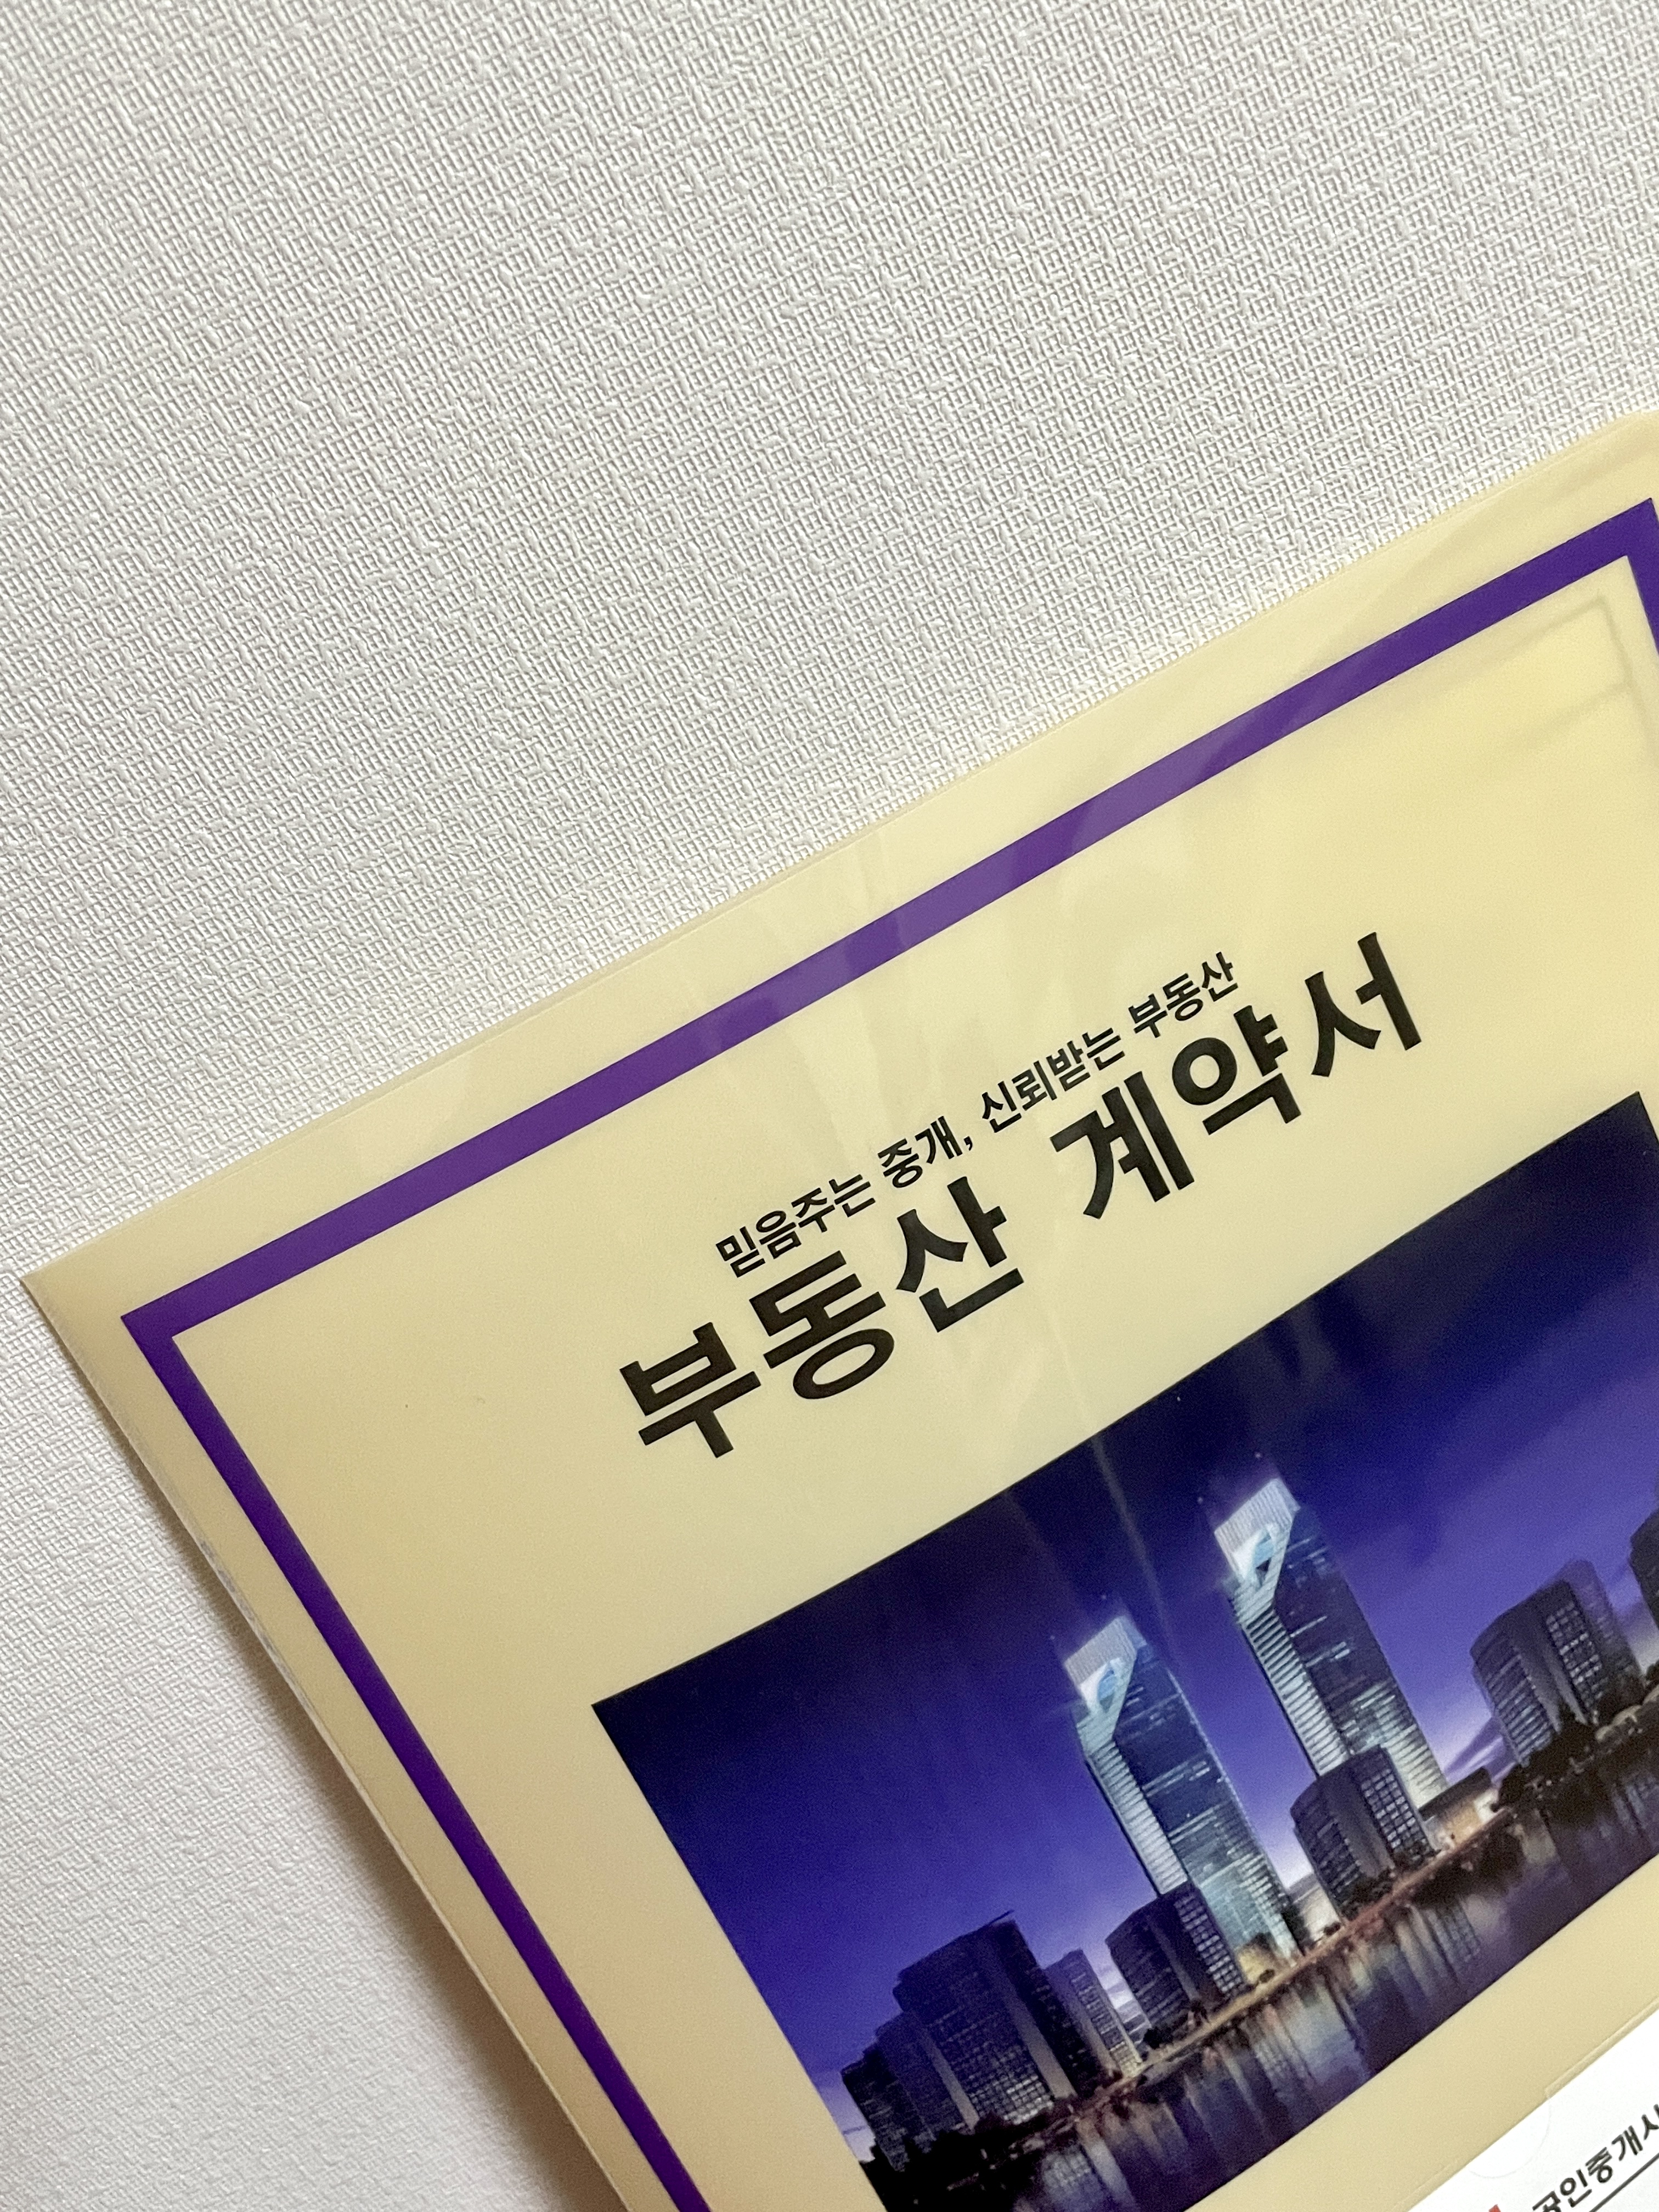 믿음주는 중개, 신뢰받는 부동산
부동산 계약서